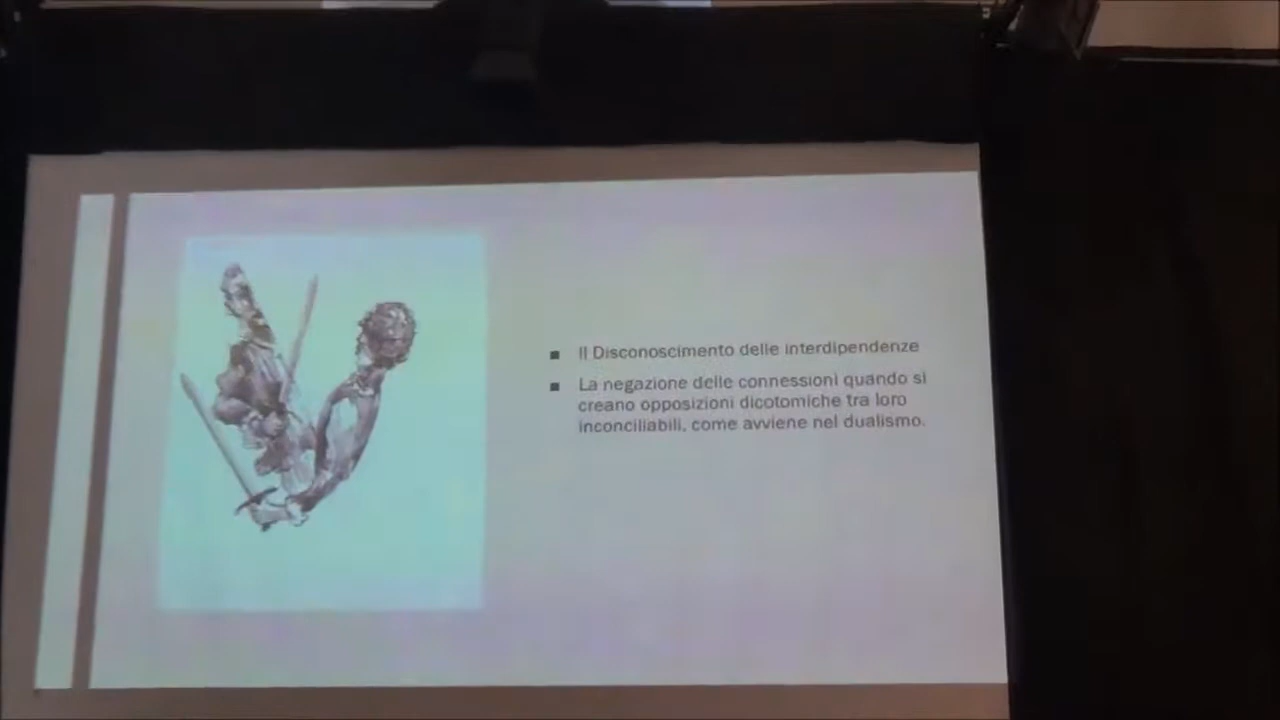 Il Disconoscimento delle interdipendenze
La negazione delle connessioni quando si
creano opposizioni dicotomiche tra loro
inconciliabili, come avviene nel dualismo.